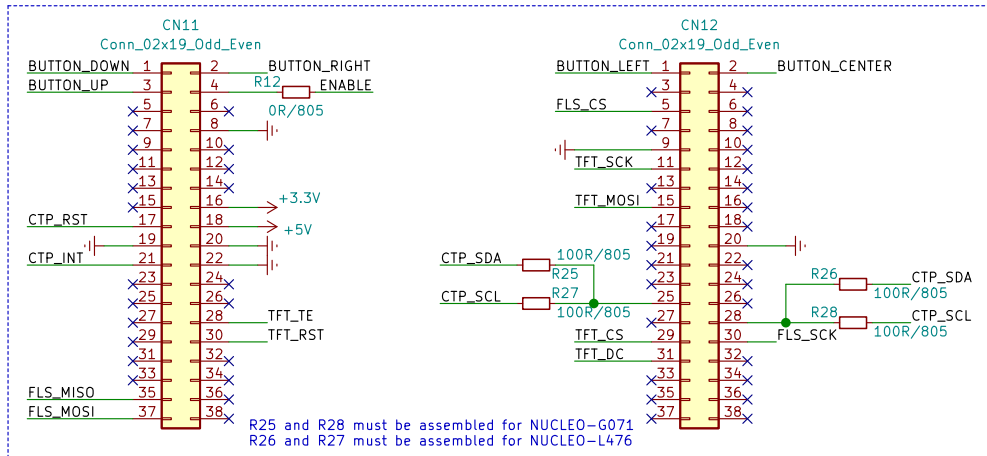 CN11
Conn_02x19_Odd_Even
BUTTON_DOWN 1 2 BUTTON_RIGHT
BUTTON_UP 3 4 R12 ENABLE
0R/805
5 6
7 8
9 10
11 12
13 14
15 16 +3.3V
CTP_RST 17 18 +5V
19 20
CTP_INT 21 22
23 24
25 26
27 28 TFT_TE
29 30 TFT_RST
31 32
33 34
FLS_MISO 35 36
FLS_MOSI 37 38
CN12
Conn_02x19_Odd_Even
BUTTON_LEFT 1 2 BUTTON_CENTER
3 4
FLS_CS 5 6
7 8
9 10
TFT_SCK 11 12
13 14
TFT_MOSI 15 16
17 18
19 20
CTP_SDA 100R/805 21 22
R25
23 24 R26 CTP_SDA
100R/805
CTP_SCL R27 25 26
100R/805
27 28 R28 CTP_SCL
100R/805
TFT_CS 29 30 FLS_SCK
TFT_DC 31 32
33 34
35 36
37 38
R25 and R28 must be assembled for NUCLEO-G071
R26 and R27 must be assembled for NUCLEO-L476